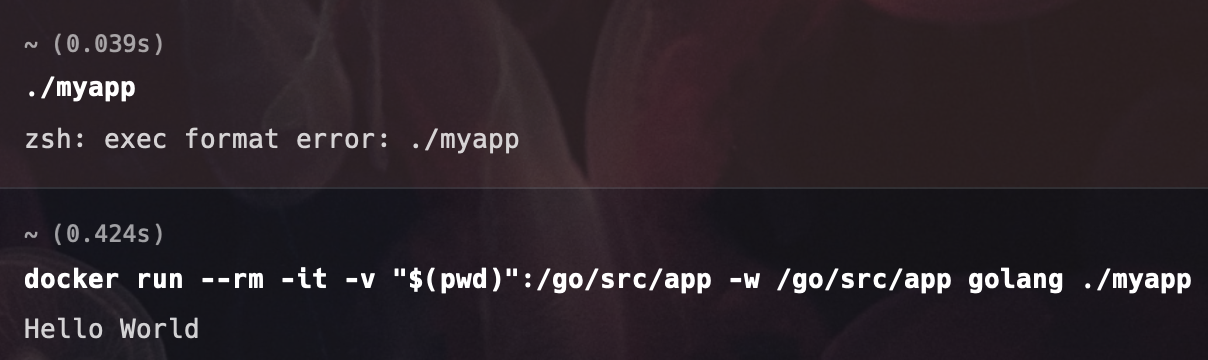 ~ (0.039s)
./myapp
zsh: exec format error: ./myapp
~ (0.424s)
docker run --rm -it -v "$(pwd)":/go/src/app -w /go/src/app golang ./myapp
Hello World